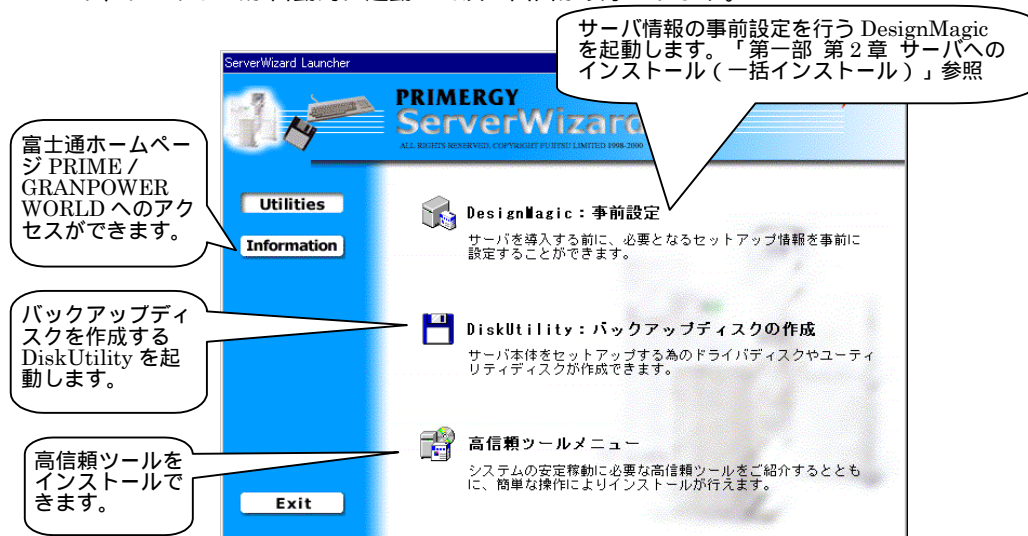 サーバ情報の事前設定を行う DesignMagic
を起動します。「第一部 第2章 サーバへの
インストール(一括インストール)」参照
ServerWizard Launcher
PRIMERGY
ServerWizard
ALL RIGHTS RESERVED, COPYRIGHT FUJITSU LIMITED 1998-2000
富士通ホームペー
ジ PRIME/
GRANPOWER
WORLD へのアク
セスができます。
Utilities
Information
DesignMagic:事前設定
サーバを導入する前に、必要となるセットアップ情報を事前に
設定することができます。
バックアップディ
スクを作成する
DiskUtility を起
動します。
DiskUtility:バックアップディスクの作成
サーバ本体をセットアップする為のドライバディスクやユーティ
リティディスクが作成できます。
高信頼ツールを
インストールで
きます。
高信頼ツールメニュー
システムの安定稼動に必要な高信頼ツールをご紹介するととも
に、簡単な操作によりインストールが行えます。
Exit